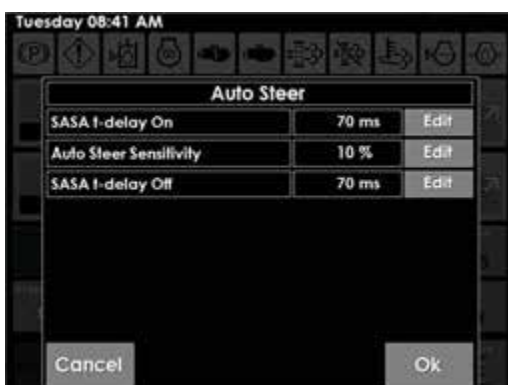 Tuesday 08:41 AM
Auto Steer
SASA t-delay On 70 ms Edit
Auto Steer Sensitivity 10 % Edit
SASA t-delay Off 70 ms Edit
Cancel Ok